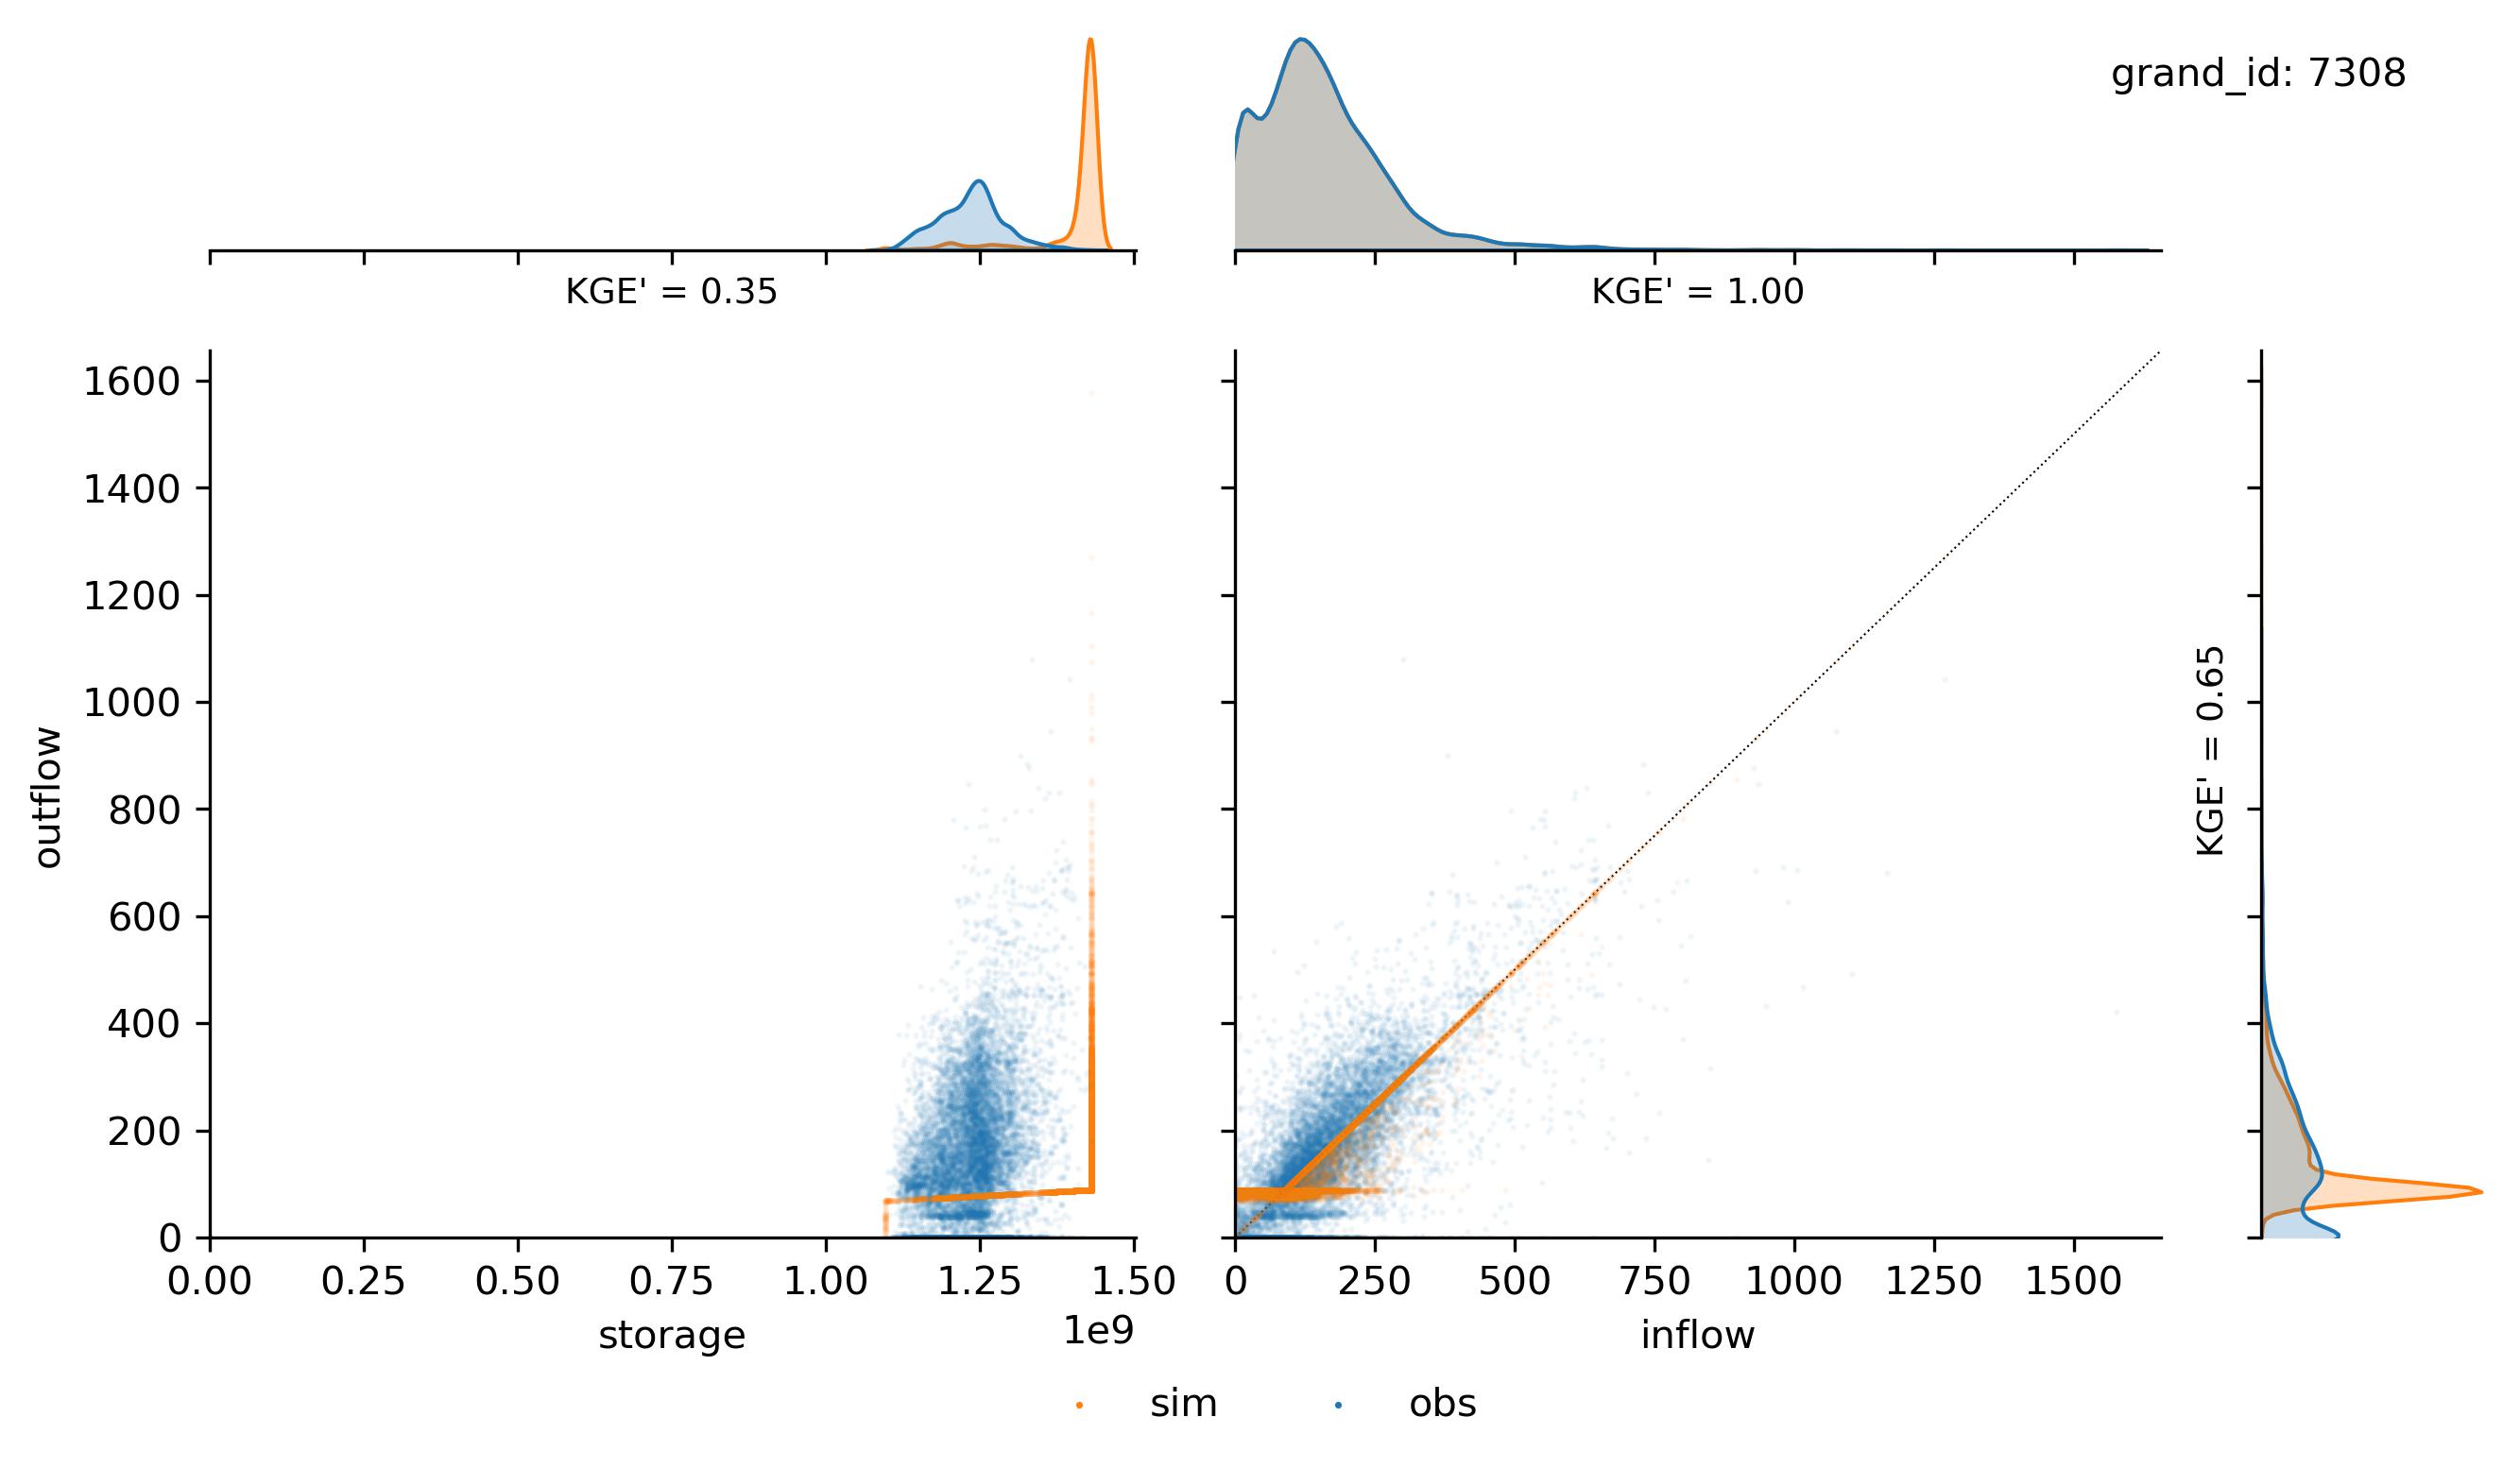 grand_id: 7308
KGE' = 0.35
KGE' = 1.00
1600
1400
1200
1000
800
600
400
200
0
outflow
KGE' = 0.65
0.00 0.25 0.50 0.75 1.00 1.25 1.50
0 250 500 750 1000 1250 1500
storage
1e9
inflow
sim obs